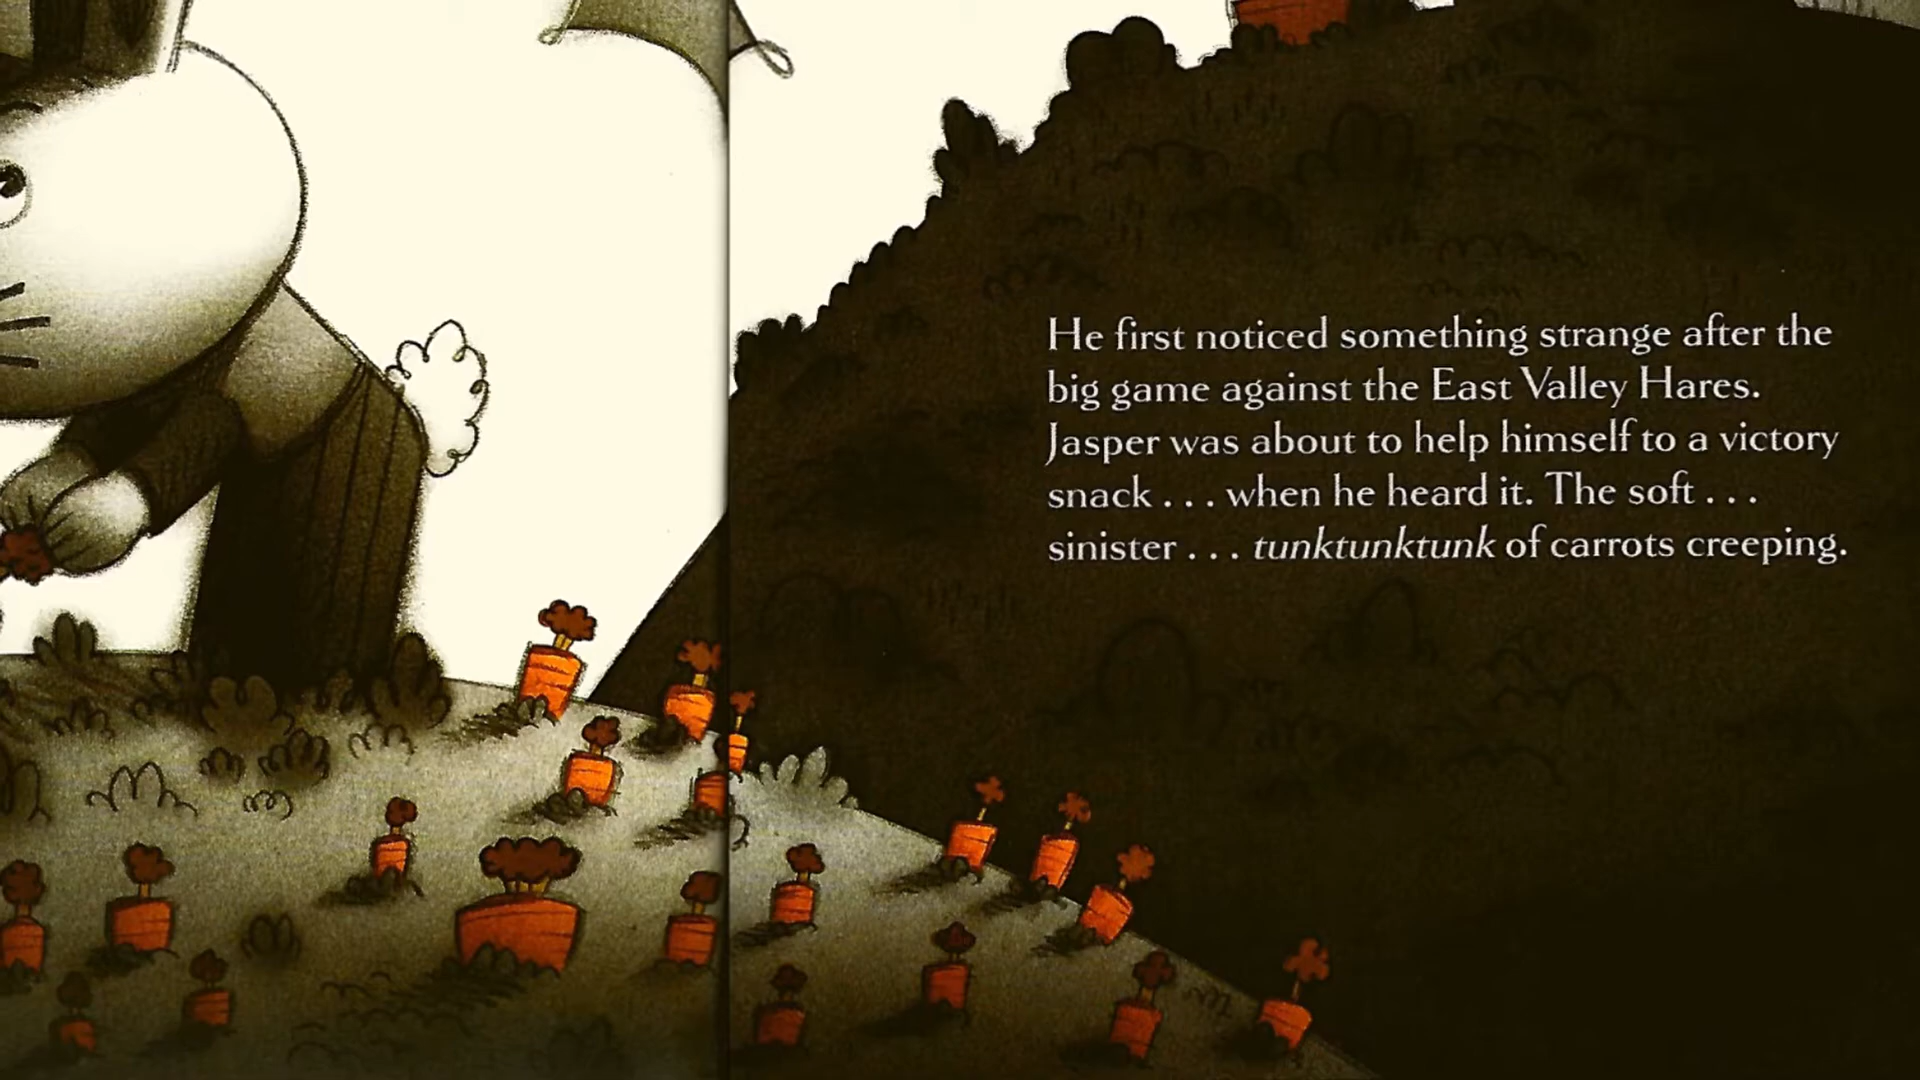 He first noticed something strange after the
big game against the East Valley Hares.
Jasper was about to help himself to a victory
snack . . . when he heard it. The soft . . .
sinister . . . tunktunktunk of carrots creeping.